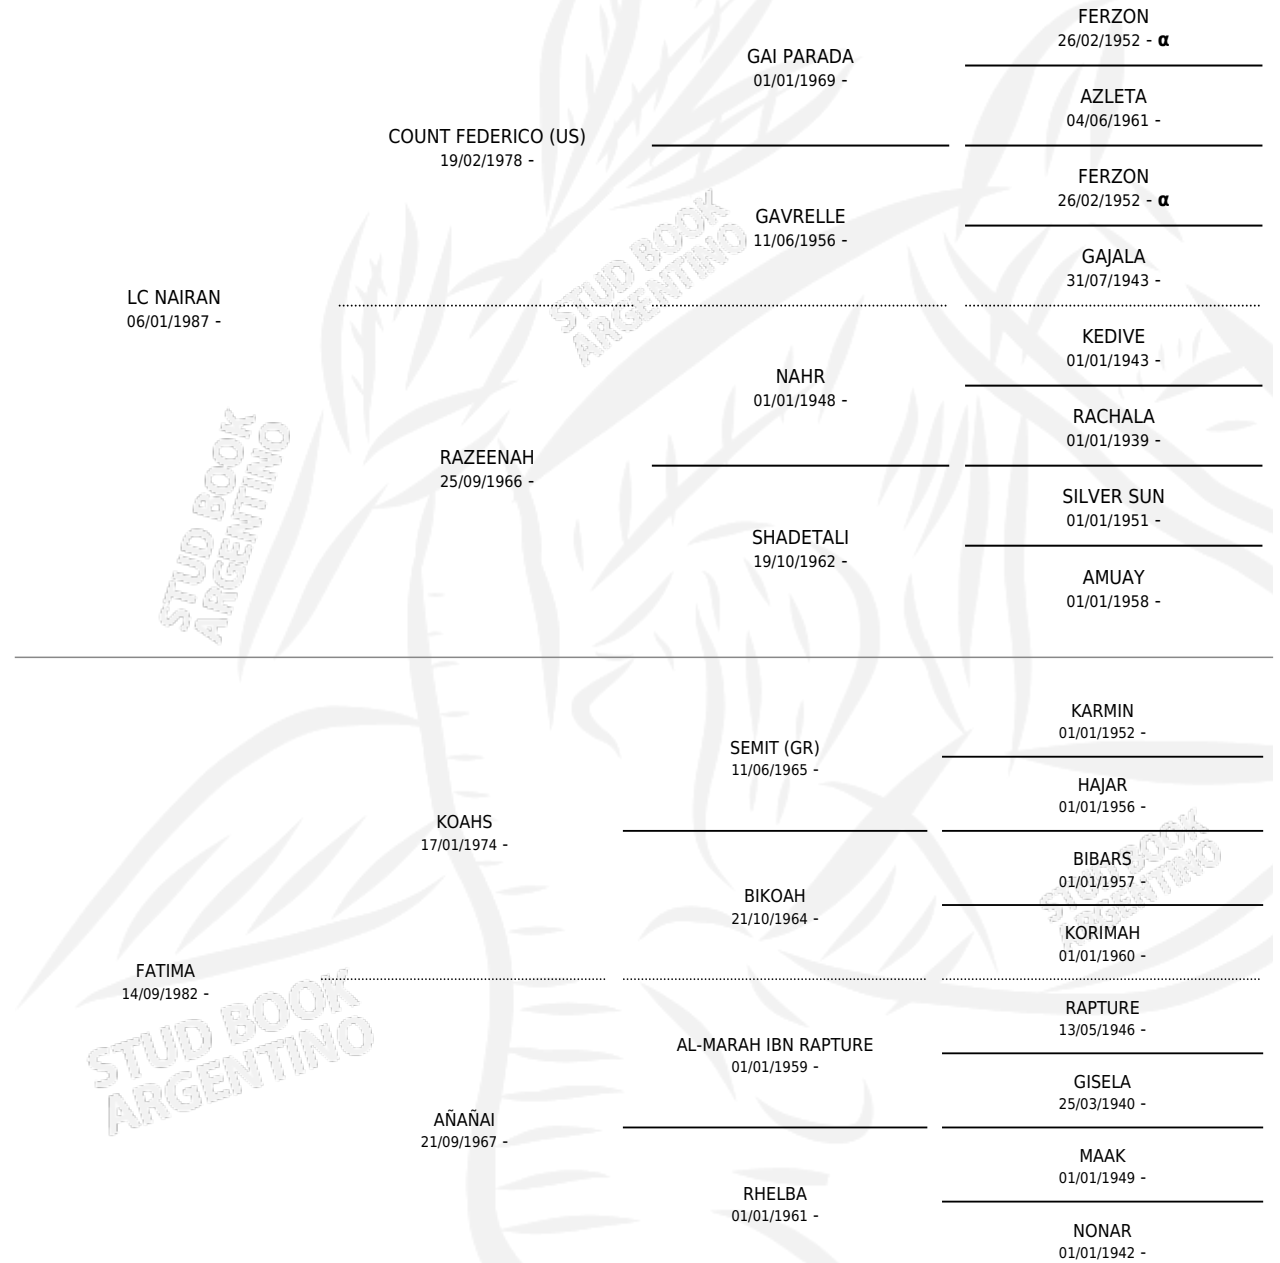 FERZON
26/02/1952 - α
GAI PARADA
01/01/1969 -
AZLETA
04/06/1961 -
COUNT FEDERICO (US)
19/02/1978 -
FERZON
26/02/1952 - α
GAVRELLE
11/06/1956 -
GAJALA
31/07/1943 -
LC NAIRAN
06/01/1987 -
KEDIVE
01/01/1943 -
NAHR
01/01/1948 -
RACHALA
01/01/1939 -
RAZEENAH
25/09/1966 -
SILVER SUN
01/01/1951 -
SHADETALI
19/10/1962 -
AMUAY
01/01/1958 -
KARMIN
01/01/1952 -
SEMIT (GR)
11/06/1965 -
HAJAR
01/01/1956 -
KOAHS
17/01/1974 -
BIBARS
01/01/1957 -
BIKOAH
21/10/1964 -
KORIMAH
01/01/1960 -
FATIMA
14/09/1982 -
RAPTURE
13/05/1946 -
AL-MARAH IBN RAPTURE
01/01/1959 -
GISELA
25/03/1940 -
AÑAÑAI
21/09/1967 -
MAAK
01/01/1949 -
RHELBA
01/01/1961 -
NONAR
01/01/1942 -
STUD BOOK
ARGENTINO
STUD BOOK
ARGENTINO
STUD BOOK
ARGENTINO
STUD BOOK
ARGENTINO